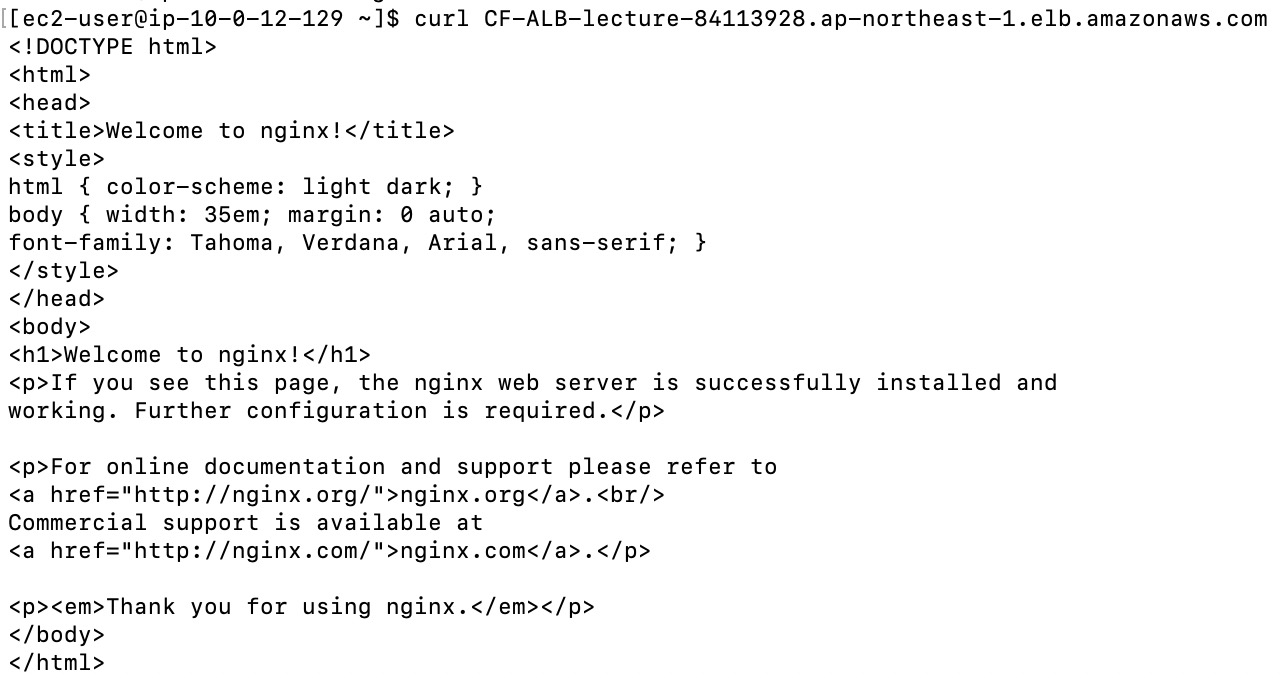 [[ec2-user@ip-10-0-12-129 ~]$ curl CF-ALB-lecture-84113928.ap-northeast-1.elb.amazonaws.com
<!DOCTYPE html>
<html>
<head>
<title>Welcome to nginx!</title>
<style>
html { color-scheme: light dark; }
body { width: 35em; margin: 0 auto;
font-family: Tahoma, Verdana, Arial, sans-serif; }
</style>
</head>
<body>
<h1>Welcome to nginx!</h1>
<p>If you see this page, the nginx web server is successfully installed and
working. Further configuration is required.</p>

<p>For online documentation and support please refer to
<a href="http://nginx.org/">nginx.org</a>.<br/>
Commercial support is available at
<a href="http://nginx.com/">nginx.com</a>.</p>

<p><em>Thank you for using nginx.</em></p>
</body>
</html>